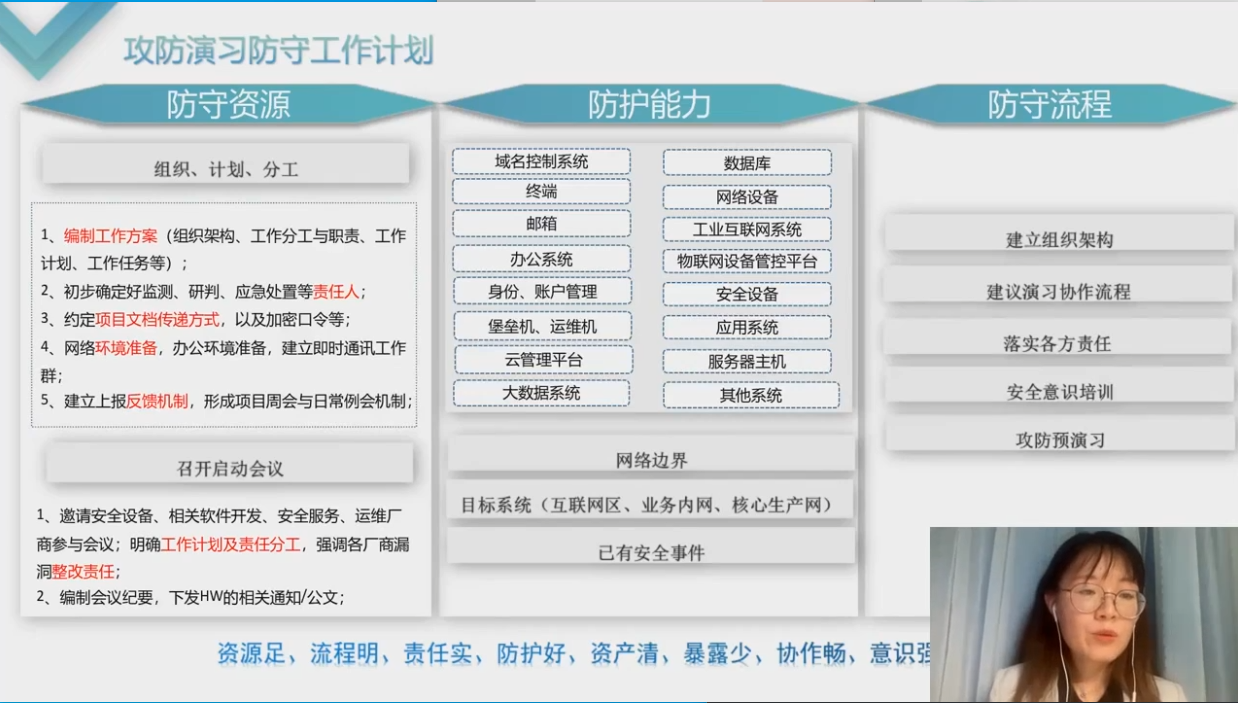 攻防演习防守工作计划
防守资源
组织、计划、分工
1、编制工作方案（组织架构、工作分工与职责、工作
计划、工作任务等）；
2、初步确定好监测、研判、应急处置等责任人；
3、约定项目文档传递方式，以及加密口令等；
4、网络环境准备，办公环境准备，建立即时通讯工作
群；
5、建立上报反馈机制，形成项目周会与日常例会机制；
召开启动会议
1、邀请安全设备、相关软件开发、安全服务、运维厂
商参与会议；明确工作计划及责任分工，强调各厂商漏
洞整改责任；
2、编制会议纪要，下发HW的相关通知/公文；
防护能力
域名控制系统
终端
邮箱
办公系统
身份、账户管理
堡垒机、运维机
云管理平台
大数据系统
数据库
网络设备
工业互联网系统
物联网设备管控平台
安全设备
应用系统
服务器主机
其他系统
网络边界
目标系统（互联网区、业务内网、核心生产网）
已有安全事件
防守流程
建立组织架构
建议演习协作流程
落实各方责任
安全意识培训
攻防预演习
资源足、流程明、责任实、防护好、资产清、暴露少、协作畅、意识强